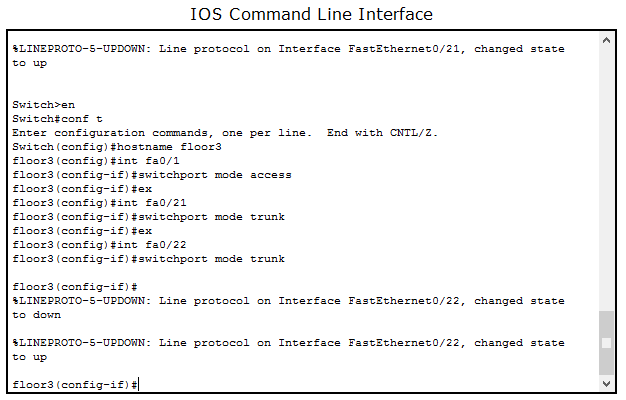 IOS Command Line Interface
%LINEPROTO-5-UPDOWN: Line protocol on Interface FastEthernet0/21, changed state
to up
Switch>en
Switch#conf t
Enter configuration commands, one per line.  End with CNTL/Z.
Switch(config)#hostname floor3
floor3(config)#int fa0/1
floor3(config-if)#switchport mode access
floor3(config-if)#ex
floor3(config)#int fa0/21
floor3(config-if)#switchport mode trunk
floor3(config-if)#ex
floor3(config)#int fa0/22
floor3(config-if)#switchport mode trunk
floor3(config-if)#
%LINEPROTO-5-UPDOWN: Line protocol on Interface FastEthernet0/22, changed state
to down
%LINEPROTO-5-UPDOWN: Line protocol on Interface FastEthernet0/22, changed state
to up
floor3(config-if)#